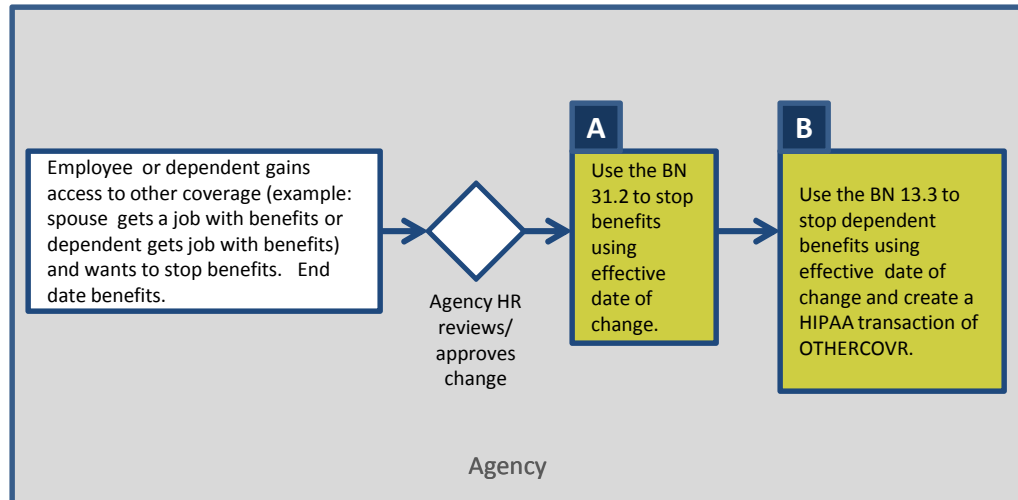 Employee or dependent gains
access to other coverage (example:
spouse gets a job with benefits or
dependent gets job with benefits)
and wants to stop benefits. End
date benefits.
Agency HR
reviews/
approves
change
A
Use the BN
31.2 to stop
benefits
using
effective
date of
change.
B
Use the BN 13.3 to
stop dependent
benefits using
effective date of
change and create a
HIPAA transaction of
OTHERCOVR.
Agency